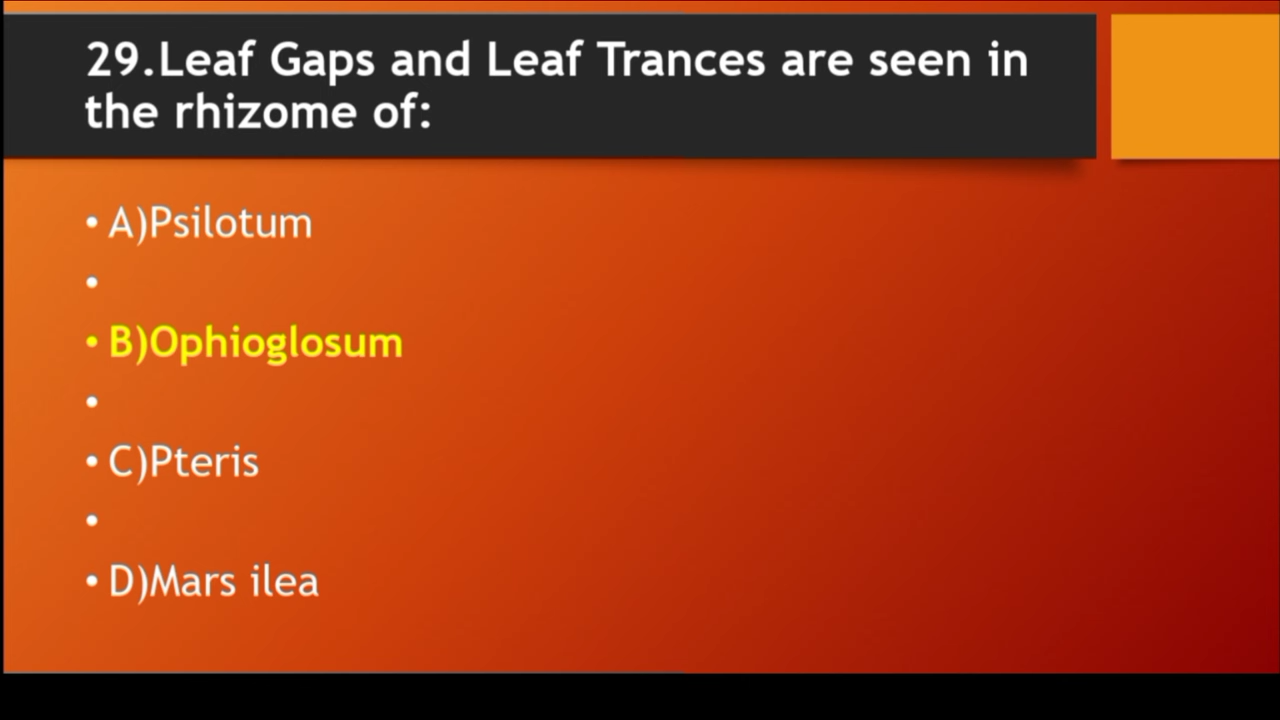 29.Leaf Gaps and Leaf Trances are seen in
the rhizome of:
• A)Psilotum
•
• B)Ophioglosum
•
• C)Pteris
•
• D)Mars ilea